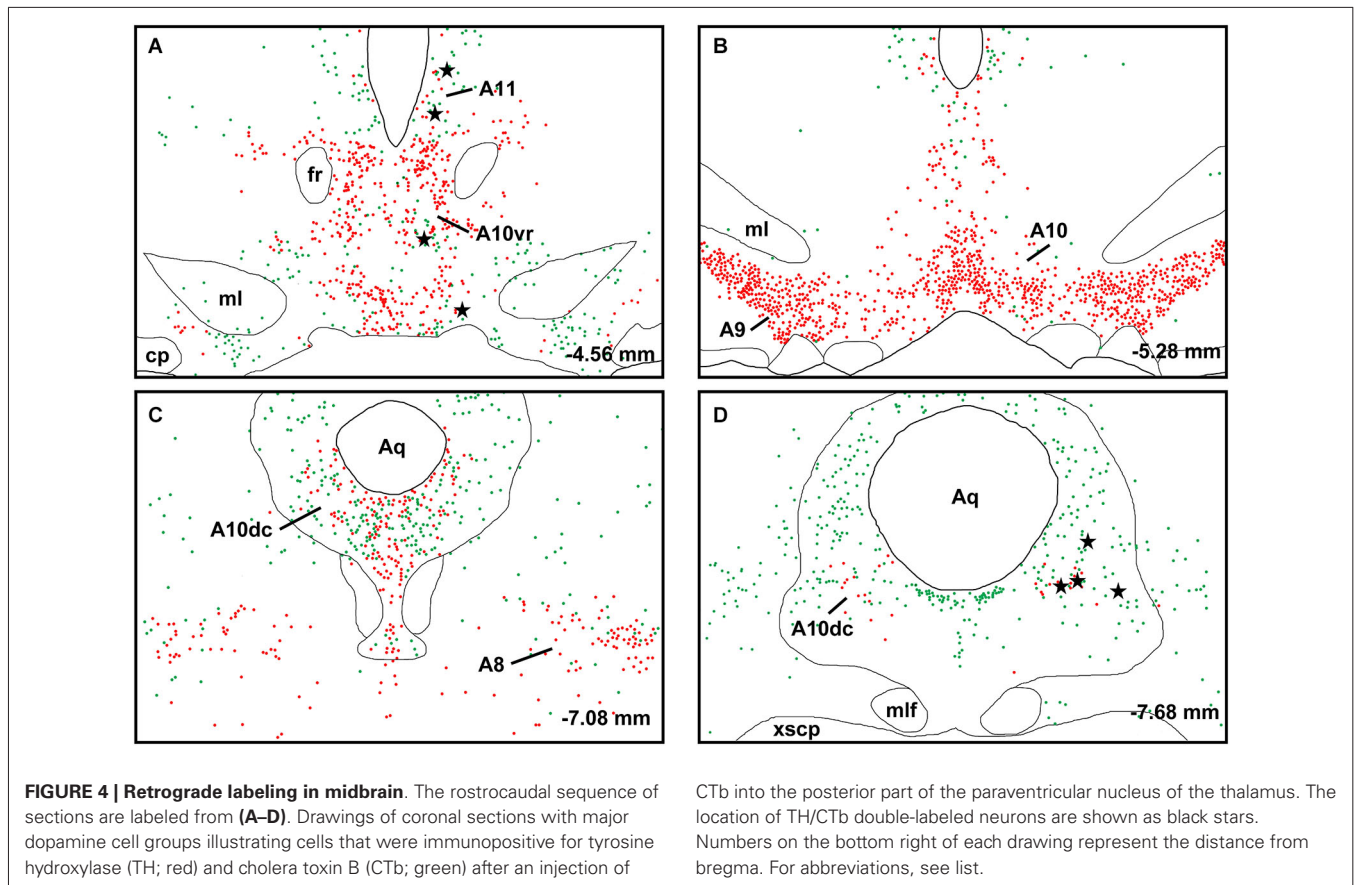 A
A11
fr
A10vr
ml
cp
-4.56 mm
B
ml
A10
A9
-5.28 mm
C
Aq
A10dc
A8
-7.08 mm
D
Aq
A10dc
mlf
xscp
-7.68 mm
FIGURE 4 | Retrograde labeling in midbrain. The rostrocaudal sequence of
sections are labeled from (A–D). Drawings of coronal sections with major
dopamine cell groups illustrating cells that were immunopositive for tyrosine
hydroxylase (TH; red) and cholera toxin B (CTb; green) after an injection of
CTb into the posterior part of the paraventricular nucleus of the thalamus. The
location of TH/CTb double-labeled neurons are shown as black stars.
Numbers on the bottom right of each drawing represent the distance from
bregma. For abbreviations, see list.